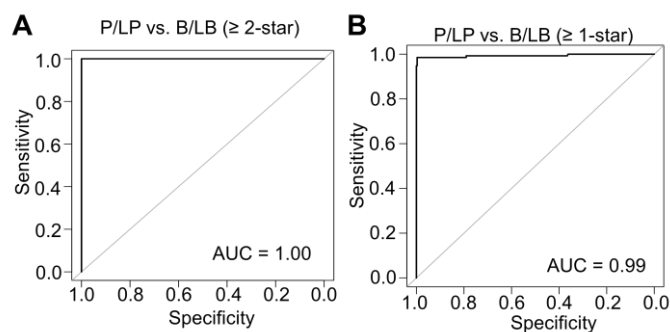 A
P/LP vs. B/LB (≥ 2-star)
Sensitivity
1.0
0.8
0.6
0.4
0.2
0.0
AUC = 1.00
1.0 0.8 0.6 0.4 0.2 0.0
Specificity
B
P/LP vs. B/LB (≥ 1-star)
Sensitivity
1.0
0.8
0.6
0.4
0.2
0.0
AUC = 0.99
1.0 0.8 0.6 0.4 0.2 0.0
Specificity